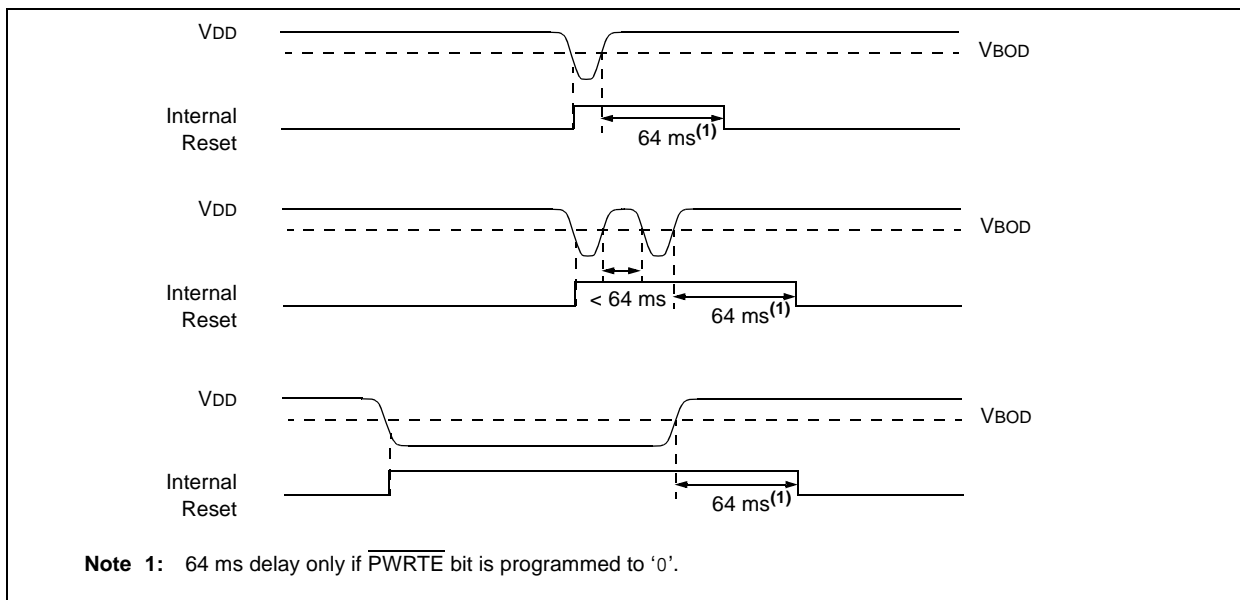 VDD
VBOD
Internal
Reset
64 ms(1)
VDD
VBOD
Internal
Reset
< 64 ms
64 ms(1)
VDD
VBOD
Internal
Reset
64 ms(1)
Note 1: 64 ms delay only if PWRTE bit is programmed to ‘0’.